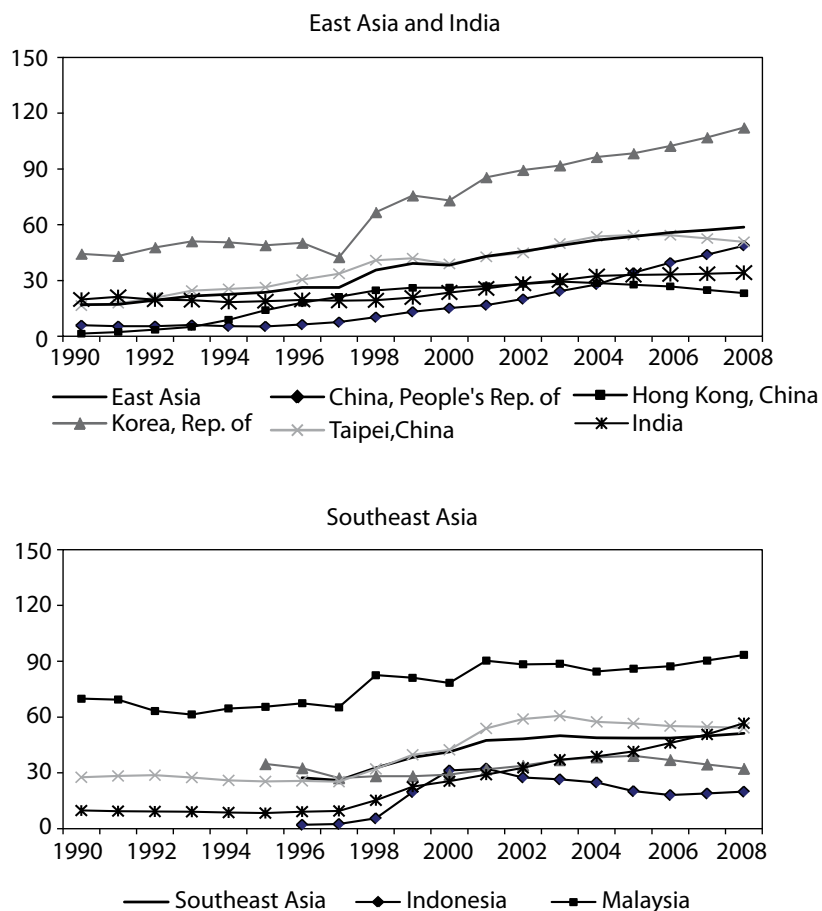 East Asia and India
150
120
90
60
30
0
1990 1992 1994 1996 1998 2000 2002 2004 2006 2008
East Asia China, People's Rep. of Hong Kong, China
Korea, Rep. of Taipei,China India
Southeast Asia
150
120
90
60
30
0
1990 1992 1994 1996 1998 2000 2002 2004 2006 2008
Southeast Asia Indonesia Malaysia